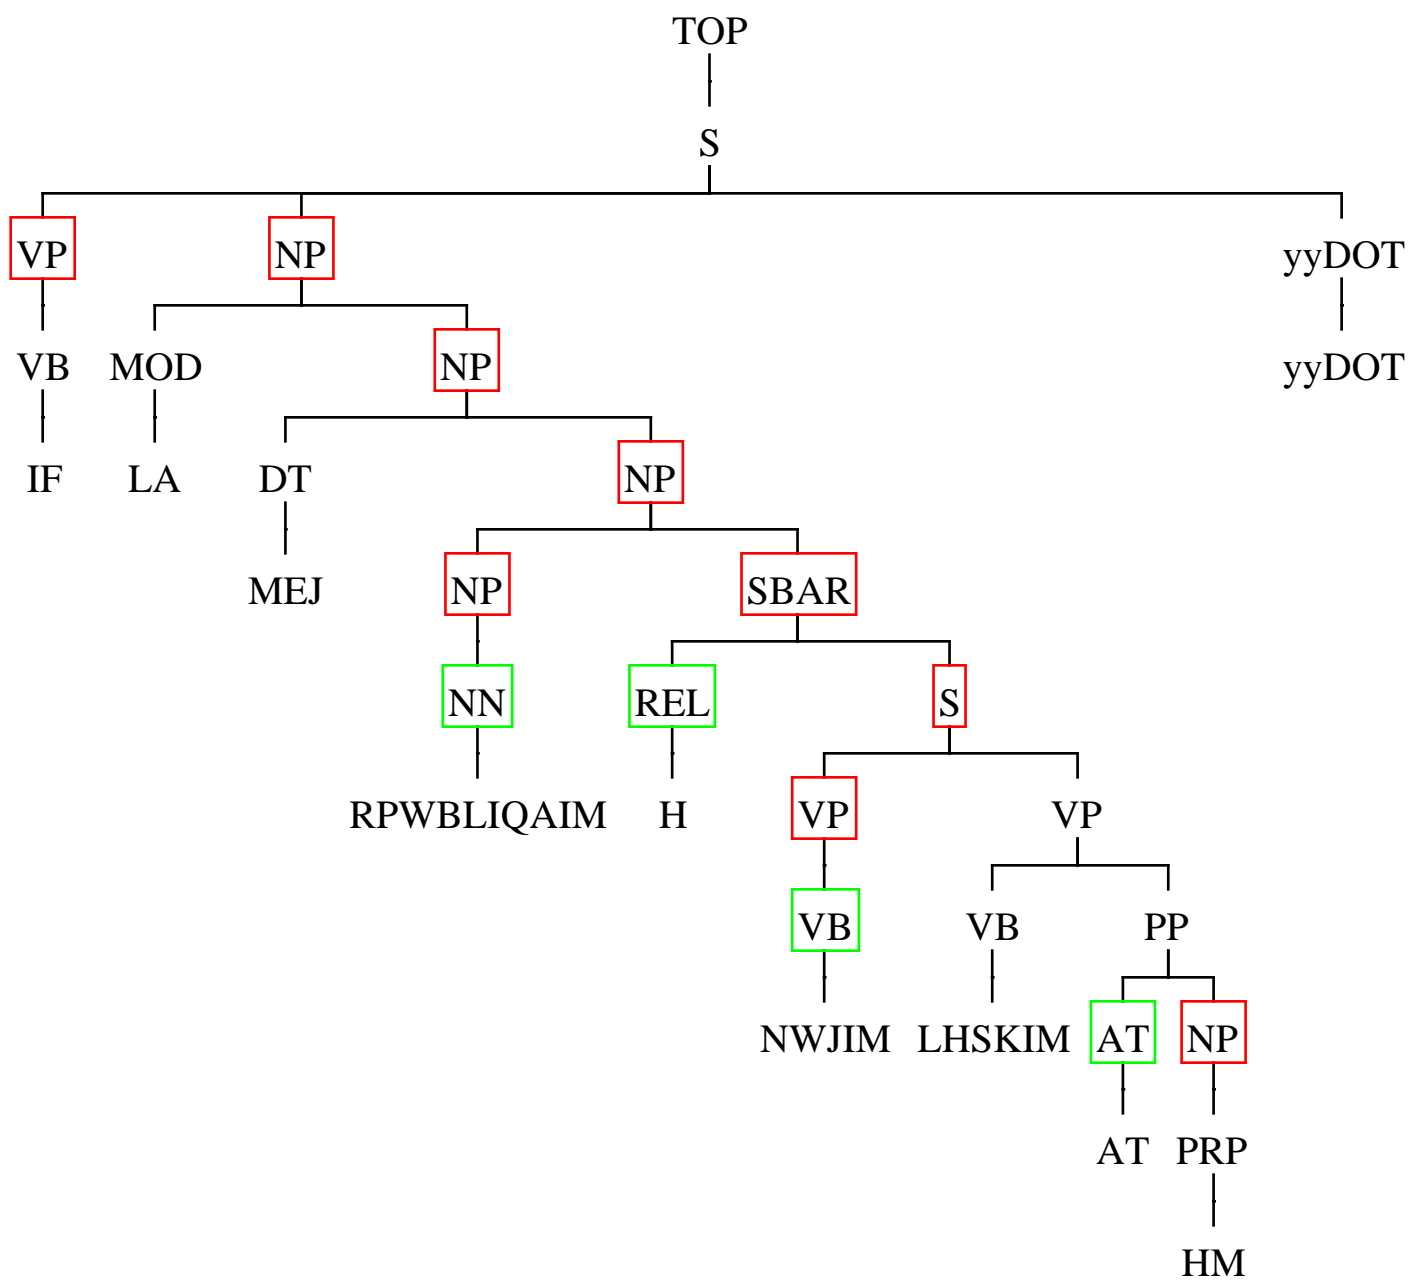 TOP
S
VP NP yyDOT
VB MOD NP yyDOT
IF LA DT NP
MEJ NP SBAR
NN REL S
RPWBLIQAIM H VP VP
VB VB PP
NWJIM LHSKIM AT NP
AT PRP
HM